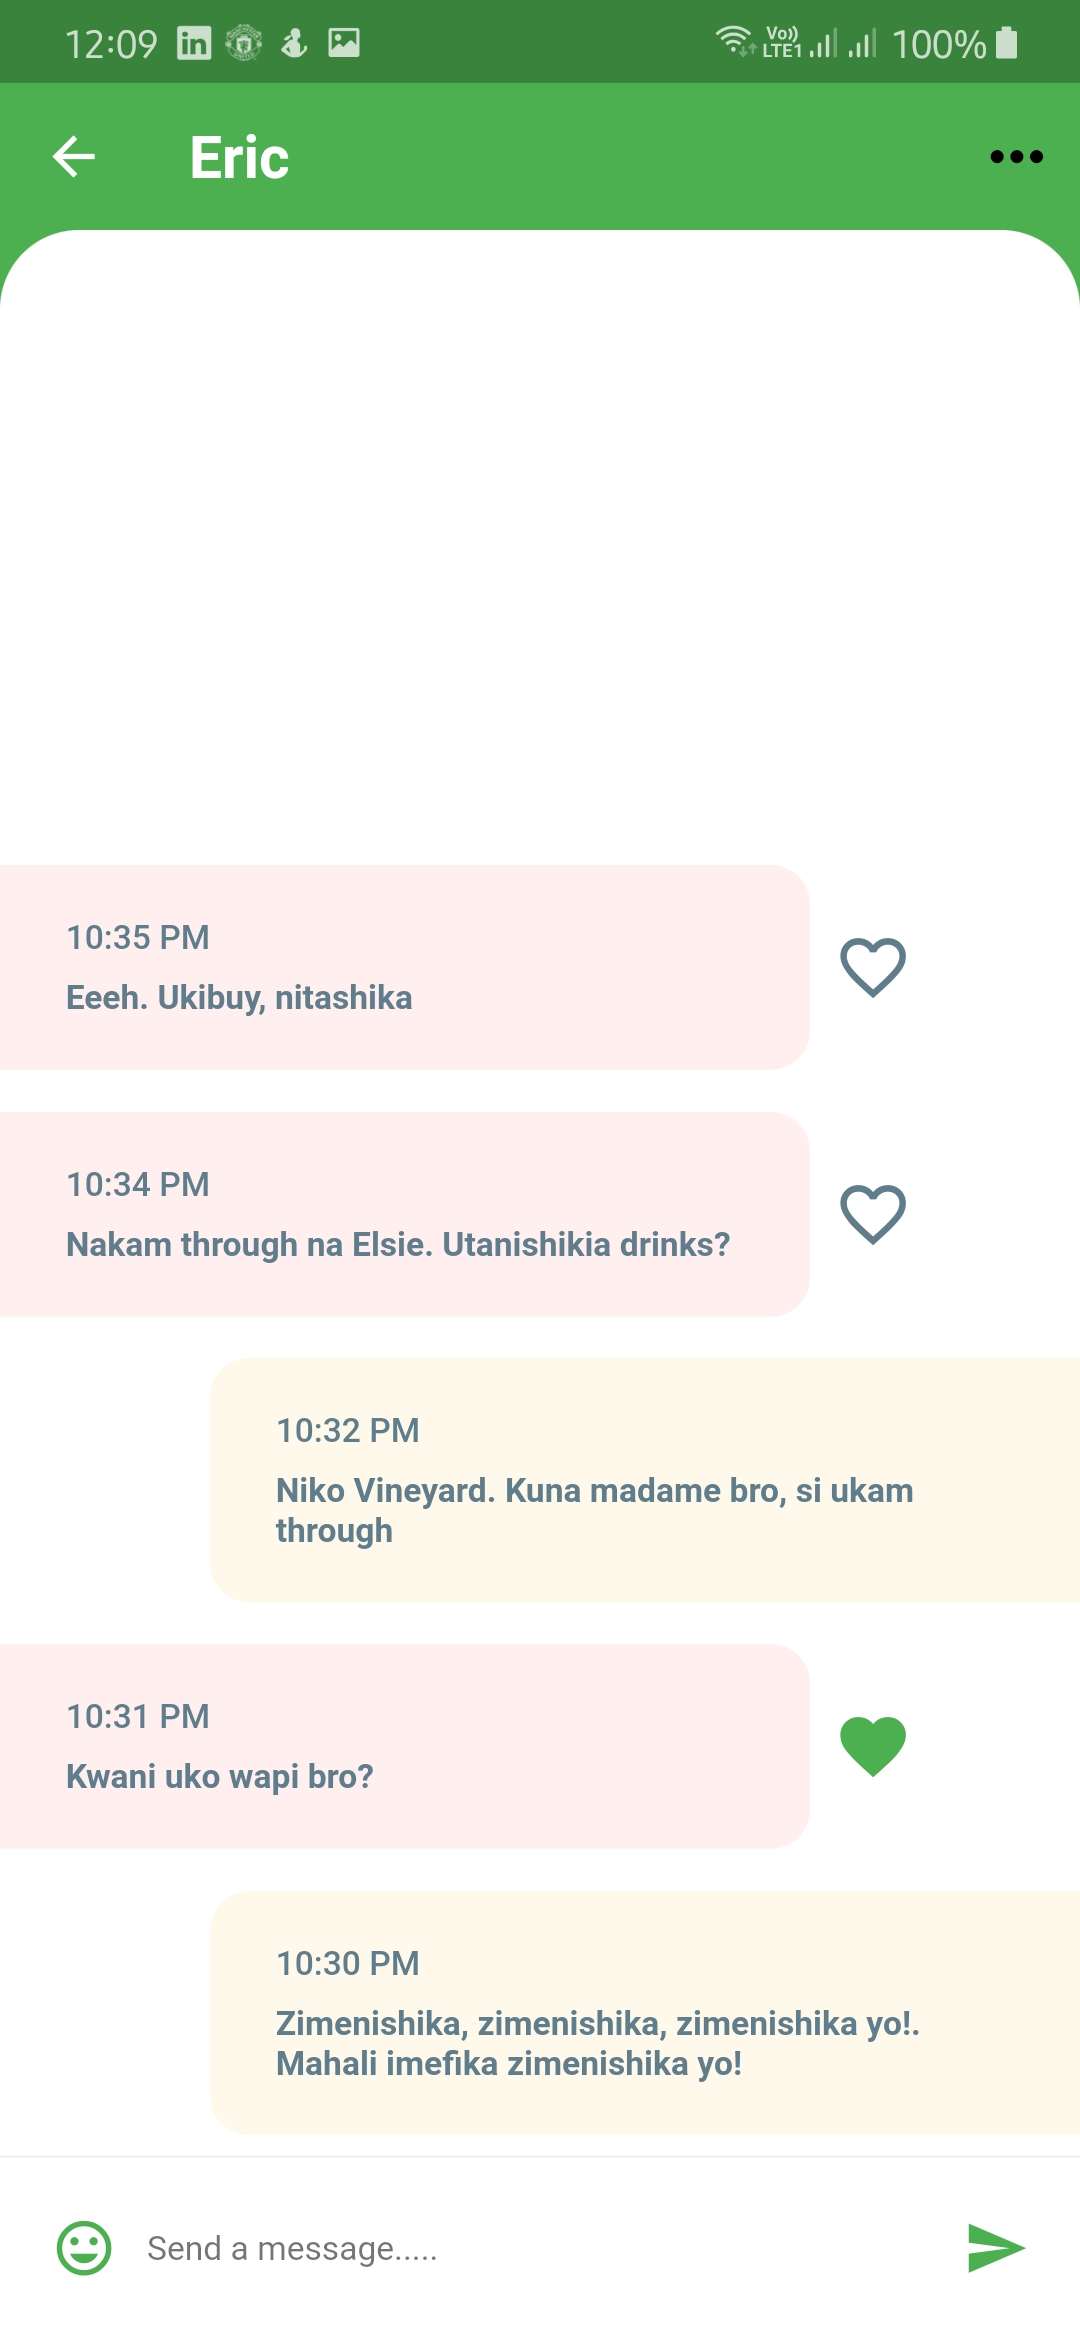 12:09
in
Vo))
LTE1
100%
Eric
10:35 PM
Eeeh. Ukibuy, nitashika
10:34 PM
Nakam through na Elsie. Utanishikia drinks?
10:32 PM
Niko Vineyard. Kuna madame bro, si ukam
through
10:31 PM
Kwani uko wapi bro?
10:30 PM
Zimenishika, zimenishika, zimenishika yo!.
Mahali imefika zimenishika yo!
Send a message.....